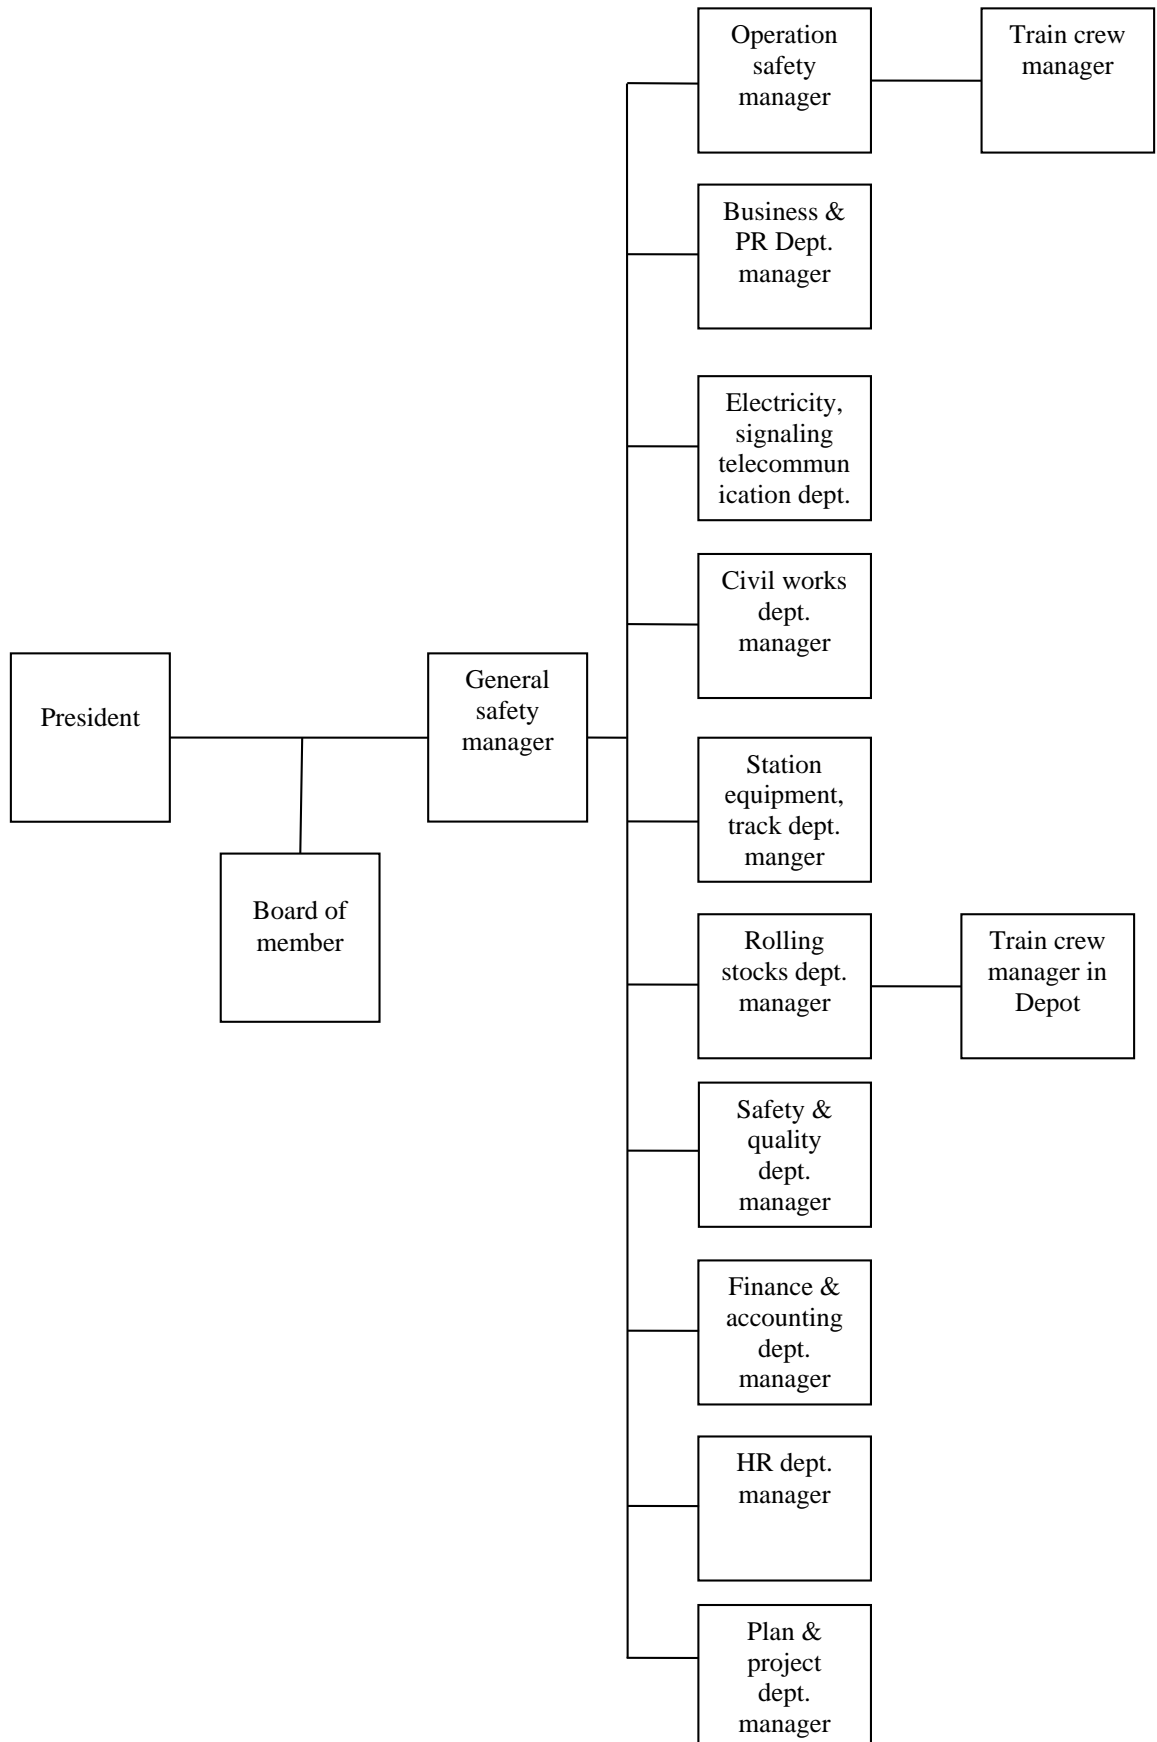 Operation
safety
manager
Train crew
manager
Business &
PR Dept.
manager
Electricity,
signaling
telecommun
ication dept.
Civil works
dept.
manager
President
General
safety
manager
Board of
member
Station
equipment,
track dept.
manger
Rolling
stocks dept.
manager
Train crew
manager in
Depot
Safety &
quality
dept.
manager
Finance &
accounting
dept.
manager
HR dept.
manager
Plan &
project
dept.
manager